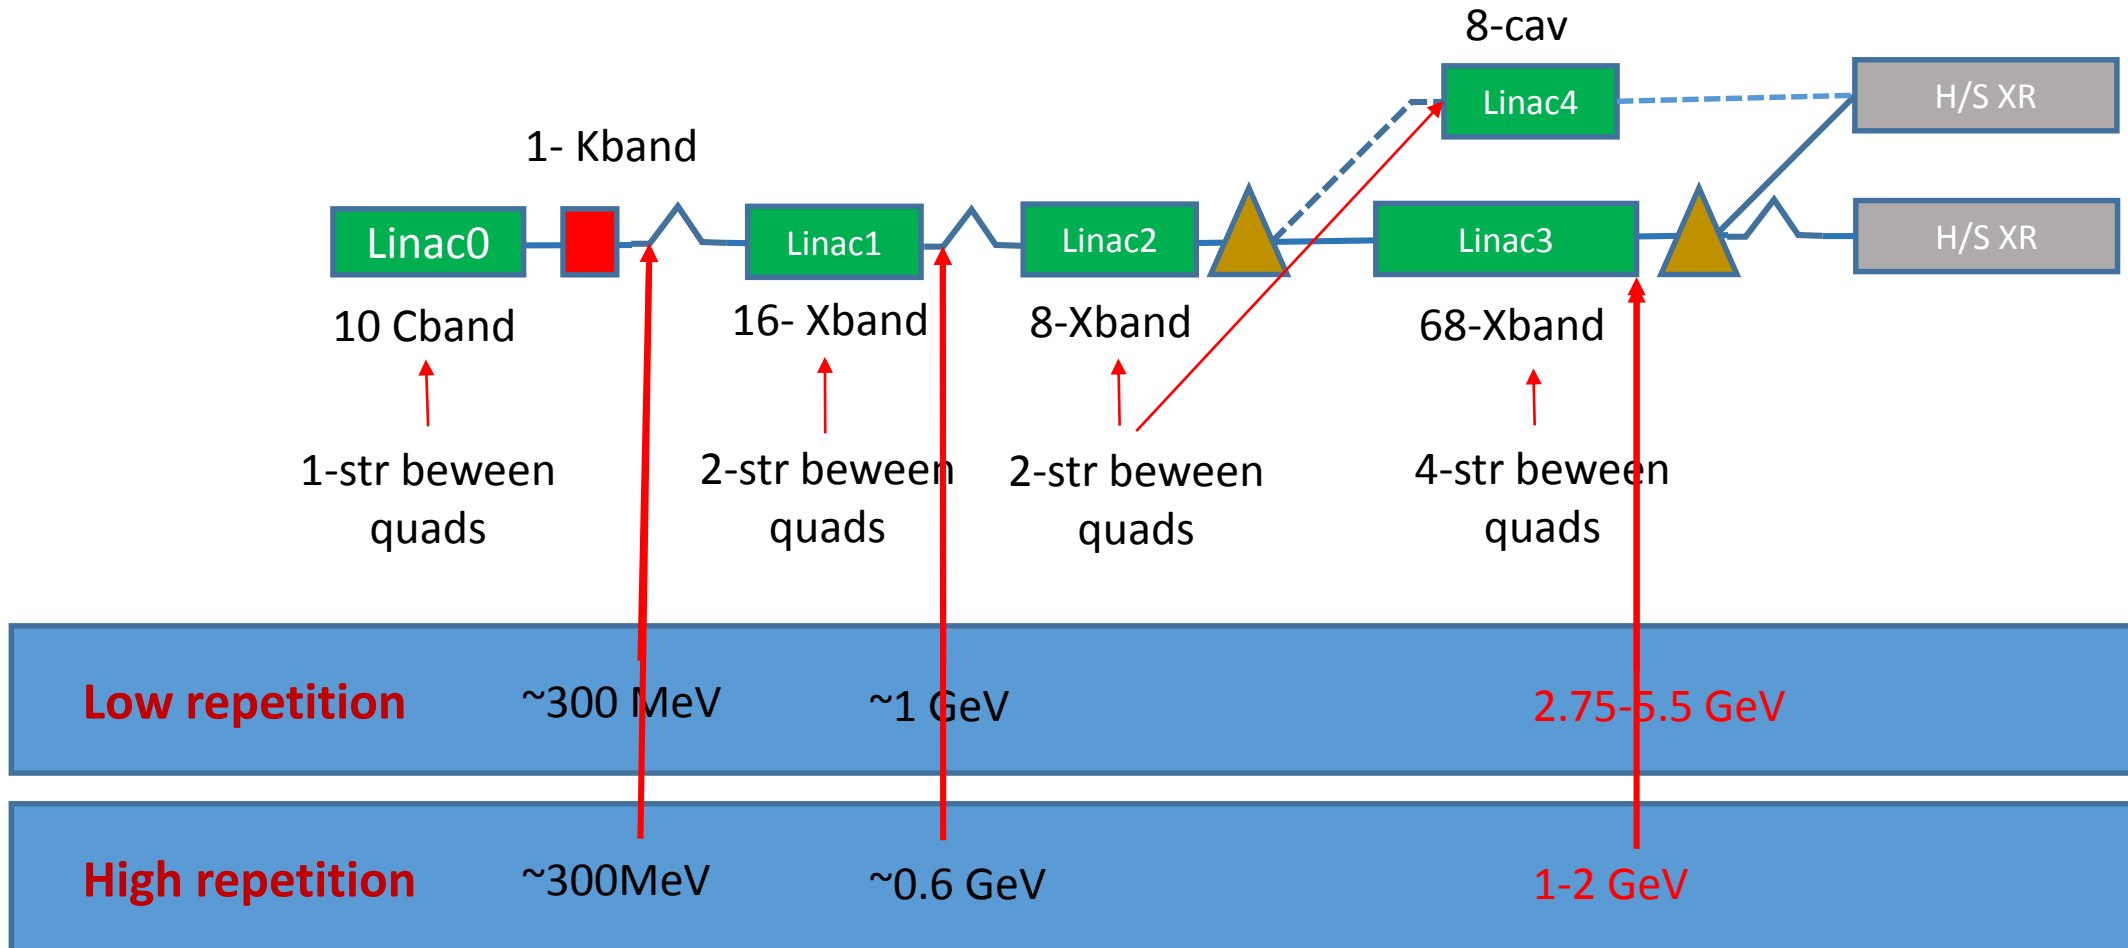 8-cav
Linac4
H/S XR
1- Kband
Linac0
Linac1
Linac2
Linac3
H/S XR
10 Cband
16- Xband
8-Xband
68-Xband
1-str beween
quads
2-str beween
quads
2-str beween
quads
4-str beween
quads
Low repetition
~300 MeV
~1 GeV
2.75-5.5 GeV
High repetition
~300MeV
~0.6 GeV
1-2 GeV